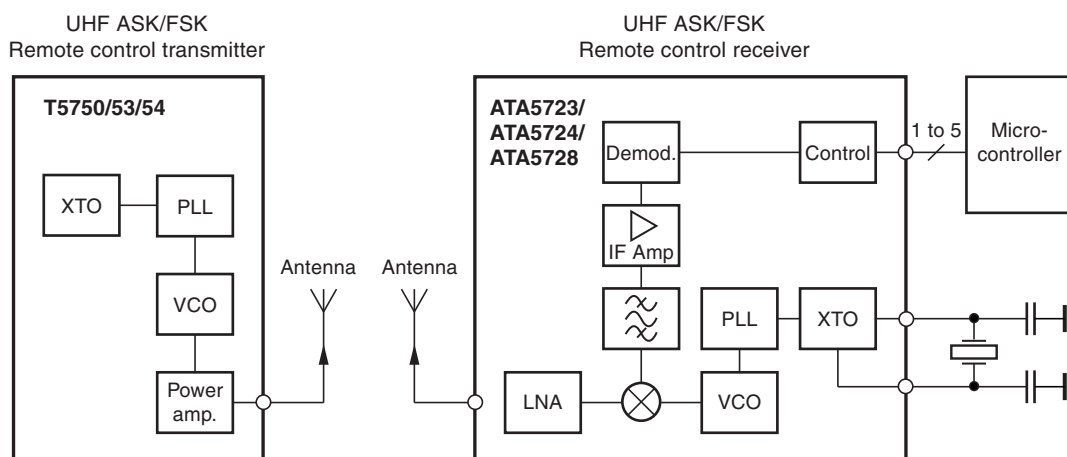 UHF ASK/FSK
Remote control transmitter
T5750/53/54
XTO
PLL
VCO
Power
amp.
Antenna
Antenna
UHF ASK/FSK
Remote control receiver
ATA5723/
ATA5724/
ATA5728
Demod.
Control
IF Amp
PLL
XTO
LNA
VCO
1 to 5
Micro-
controller